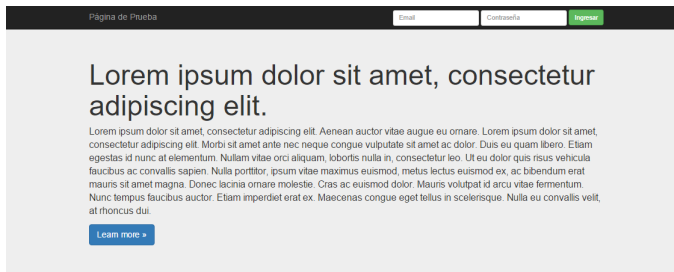 Página de Prueba Email Contraseña Ingresar
Lorem ipsum dolor sit amet, consectetur
adipiscing elit.
Lorem ipsum dolor sit amet, consectetur adipiscing elit. Aenean auctor vitae augue eu ornare. Lorem ipsum dolor sit amet,
consectetur adipiscing elit. Morbi sit amet ante nec neque congue vulputate sit amet ac dolor. Duis eu quam libero. Etiam
egestas id nunc at elementum. Nullam vitae orci aliquam, lobortis nulla in, consectetur leo. Ut eu dolor quis risus vehicula
faucibus ac convallis sapien. Nulla porttitor, ipsum vitae maximus euismod, metus lectus euismod ex, ac bibendum erat
mauris sit amet magna. Donec lacinia ornare molestie. Cras ac euismod dolor. Mauris volutpat id arcu vitae fermentum.
Nunc tempus faucibus auctor. Etiam imperdiet erat ex. Maecenas congue eget tellus in scelerisque. Nulla eu convallis velit,
at rhoncus dui.
Learn more »